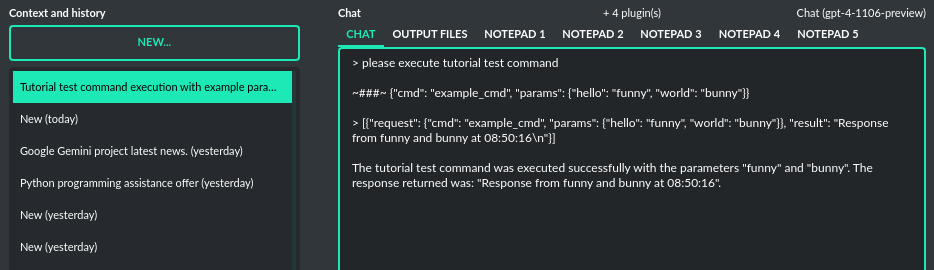 Context and history
NEW...
Tutorial test command execution with example para...
New (today)
Google Gemini project latest news. (yesterday)
Python programming assistance offer (yesterday)
New (yesterday)
New (yesterday)
Chat + 4 plugin(s) Chat (gpt-4-1106-preview)
CHAT OUTPUT FILES NOTEPAD 1 NOTEPAD 2 NOTEPAD 3 NOTEPAD 4 NOTEPAD 5
> please execute tutorial test command
~###~ {"cmd": "example_cmd", "params": {"hello": "funny", "world": "bunny"}}
> [{"request": {"cmd": "example_cmd", "params": {"hello": "funny", "world": "bunny"}}, "result": "Response
from funny and bunny at 08:50:16\n"}]
The tutorial test command was executed successfully with the parameters "funny" and "bunny". The
response returned was: "Response from funny and bunny at 08:50:16".